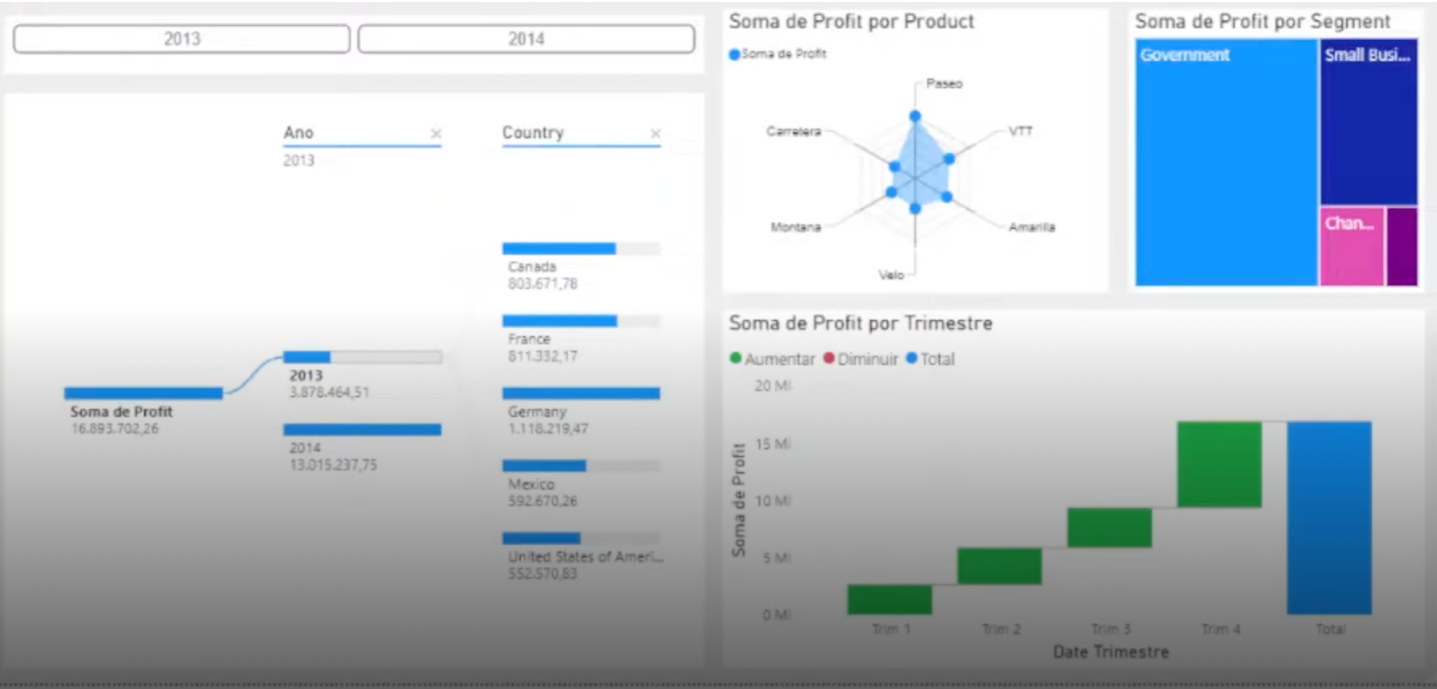 2013
2014
Ano
2013
Country
Canada
803.671,78
France
811.332,17
Germany
1.118.219,47
Mexico
592.670,26
United States of Ameri...
552.570,83
2013
3.878.464,51
2014
13.015.237,75
Soma de Profit
16.893.702,26
Soma de Profit por Product
Soma de Profit
Paseo
VTT
Amarilla
Velo
Montana
Carretera
Soma de Profit por Segment
Government
Small Busi...
Chan...
Soma de Profit por Trimestre
Aumentar Diminuir Total
20 Mi
15 Mi
10 Mi
5 Mi
0 Mi
Soma de Profit
Trim 1 Trim 2 Trim 3 Trim 4 Total
Date Trimestre